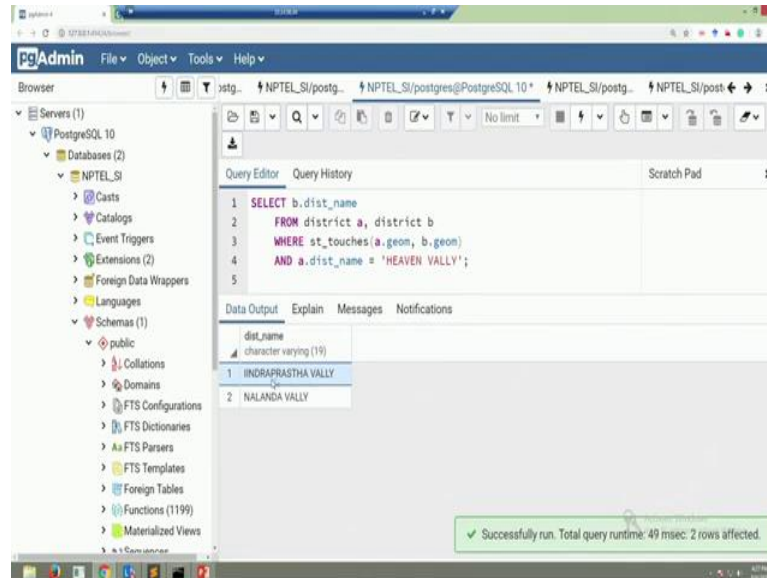 pgAdmin File Object Tools Help
Browser
ostg... NPTEL_SI/postg... NPTEL_SI/postgres@PostgreSQL 10 * NPTEL_SI/postg... NPTEL_SI/post
No limit
Servers (1)
PostgreSQL 10
Databases (2)
NPTEL_SI
Casts
Catalogs
Event Triggers
Extensions (2)
Foreign Data Wrappers
Languages
Schemas (1)
public
Collations
Domains
FTS Configurations
FTS Dictionaries
FTS Parsers
FTS Templates
Foreign Tables
Functions (1199)
Materialized Views
Sequences
Query Editor Query History
Scratch Pad
1 SELECT b.dist_name
2 FROM district a, district b
3 WHERE st_touches(a.geom, b.geom)
4 AND a.dist_name = 'HEAVEN VALLY';
5
Data Output Explain Messages Notifications
dist_name
character varying (19)
1 IINDRAPRASTHA VALLY
2 NALANDA VALLY
Successfully run. Total query runtime: 49 msec. 2 rows affected.